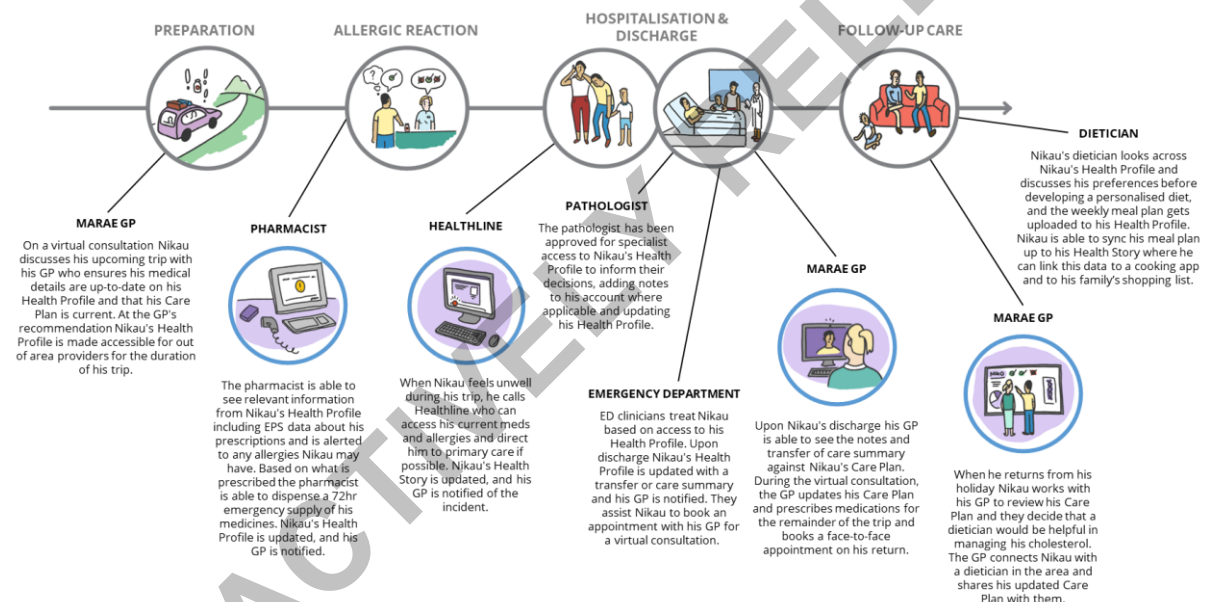 PREPARATION
ALLERGIC REACTION
HOSPITALISATION &
DISCHARGE
FOLLOW-UP CARE
MARAE GP
On a virtual consultation Nikau
discusses his upcoming trip with
his GP who ensures his medical
details are up-to-date on his
Health Profile and that his Care
Plan is current. At the GP's
recommendation Nikau's Health
Profile is made accessible for out
of area providers for the duration
of his trip.
PHARMACIST
The pharmacist is able to
see relevant information
from Nikau's Health Profile
including EPS data about his
prescriptions and is alerted
to any allergies Nikau may
have. Based on what is
prescribed the pharmacist
is able to dispense a 72hr
emergency supply of his
medicines. Nikau's Health
Profile is updated, and his
GP is notified.
HEALTHLINE
When Nikau feels unwell
during his trip, he calls
Healthline who can
access his current meds
and allergies and direct
him to primary care if
possible. Nikau's Health
Story is updated, and his
GP is notified of the
incident.
PATHOLOGIST
The pathologist has been
approved for specialist
access to Nikau's Health
Profile to inform their
decisions, adding notes
to his account where
applicable and updating
his Health Profile.
EMERGENCY DEPARTMENT
ED clinicians treat Nikau
based on access to his
Health Profile. Upon
discharge Nikau's Health
Profile is updated with a
transfer or care summary
and his GP is notified. They
assist Nikau to book an
appointment with his GP for
a virtual consultation.
MARAE GP
Upon Nikau's discharge his GP
is able to see the notes and
transfer of care summary
against Nikau's Care Plan.
During the virtual consultation,
the GP updates his Care Plan
and prescribes medications for
the remainder of the trip and
books a face-to-face
appointment on his return.
DIETICIAN
Nikau's dietician looks across
Nikau's Health Profile and
discusses his preferences before
developing a personalised diet,
and the weekly meal plan gets
uploaded to his Health Profile.
Nikau is able to sync his meal plan
up to his Health Story where he
can link this data to a cooking app
and to his family's shopping list.
MARAE GP
When he returns from his
holiday Nikau works with
his GP to review his Care
Plan and they decide that a
dietician would be helpful in
managing his cholesterol.
The GP connects Nikau with
a dietician in the area and
shares his updated Care
Plan with them.
ACTIVELY REL